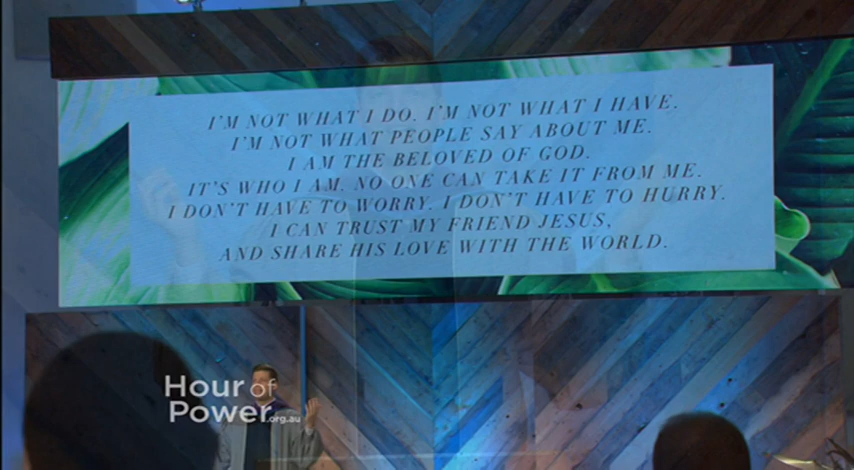 I'M NOT WHAT I DO. I'M NOT WHAT I HAVE.
I'M NOT WHAT PEOPLE SAY ABOUT ME.
I AM THE BELOVED OF GOD.
IT'S WHO I AM. NO ONE CAN TAKE IT FROM ME.
I DON'T HAVE TO WORRY. I DON'T HAVE TO HURRY.
I CAN TRUST MY FRIEND JESUS,
AND SHARE HIS LOVE WITH THE WORLD.
Hour of
Power.org.au